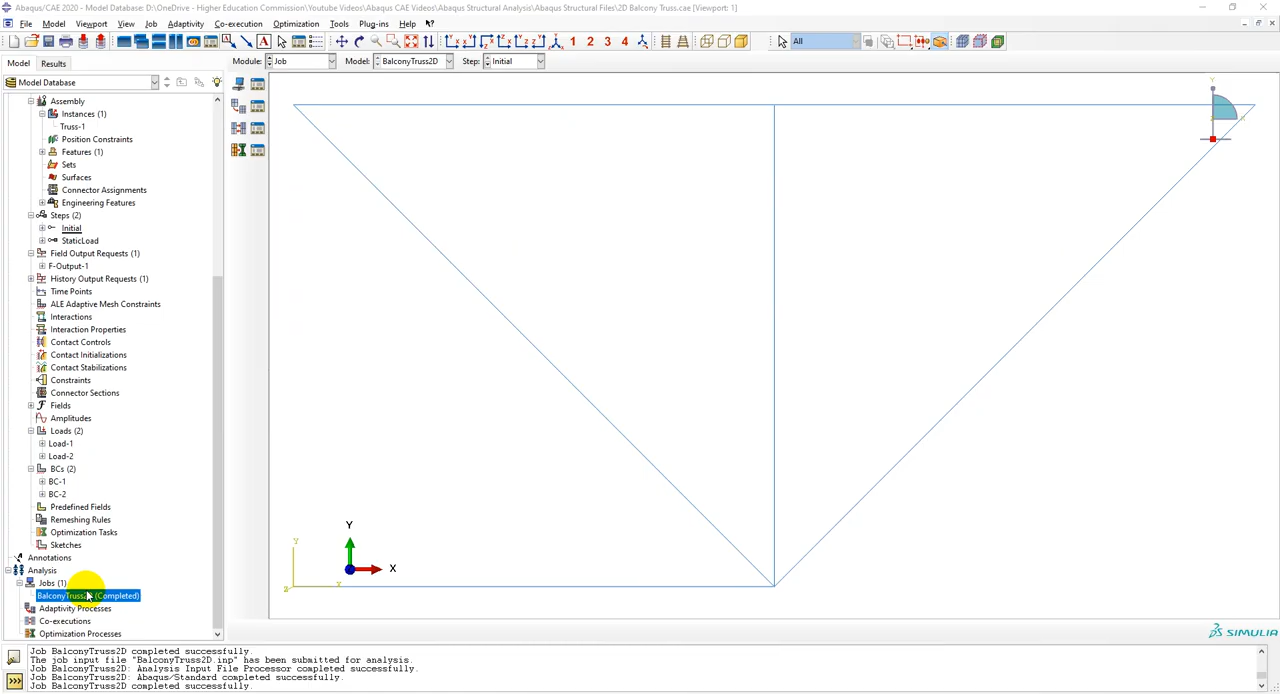 Abaqus/CAE 2020 - Model Database: D:\OneDrive - Higher Education Commission\Youtube Videos\Abaqus CAE Videos\Abaqus Structural Analysis\Abaqus Structural Files\2D Balcony Truss.cae [Viewport: 1]
File Model Viewport View Job Adaptivity Co-execution Optimization Tools Plug-ins Help
A 1 2 3 4 All
Model Results Module: Job Model: BalconyTruss2D Step: Initial
Model Database
Assembly
Instances (1)
Truss-1
Position Constraints
Features (1)
Sets
Surfaces
Connector Assignments
Engineering Features
Steps (2)
Initial
StaticLoad
Field Output Requests (1)
F-Output-1
History Output Requests (1)
Time Points
ALE Adaptive Mesh Constraints
Interactions
Interaction Properties
Contact Controls
Contact Initializations
Contact Stabilizations
Constraints
Connector Sections
Fields
Amplitudes
Loads (2)
Load-1
Load-2
BCs (2)
BC-1
BC-2
Predefined Fields
Remeshing Rules
Optimization Tasks
Sketches
Annotations
Analysis
Jobs (1)
BalconyTruss2D (Completed)
Adaptivity Processes
Co-executions
Optimization Processes
Y
X
Y
Z
SIMULIA
Job BalconyTruss2D completed successfully.
The job input file "BalconyTruss2D.inp" has been submitted for analysis.
Job BalconyTruss2D: Analysis Input File Processor completed successfully.
Job BalconyTruss2D: Abaqus/Standard completed successfully.
Job BalconyTruss2D completed successfully.